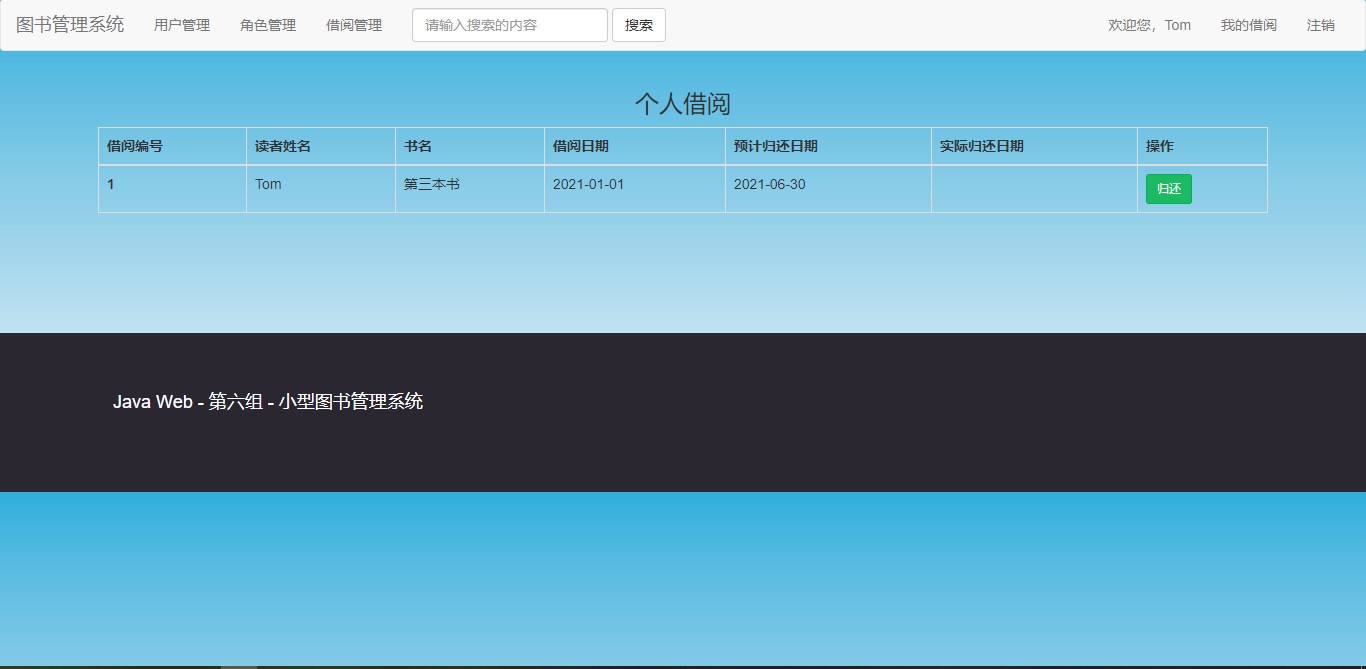 图书管理系统 用户管理 角色管理 借阅管理 请输入搜索的内容 搜索 欢迎您，Tom 我的借阅 注销
个人借阅
借阅编号 读者姓名 书名 借阅日期 预计归还日期 实际归还日期 操作
1 Tom 第三本书 2021-01-01 2021-06-30 归还
Java Web - 第六组 - 小型图书管理系统